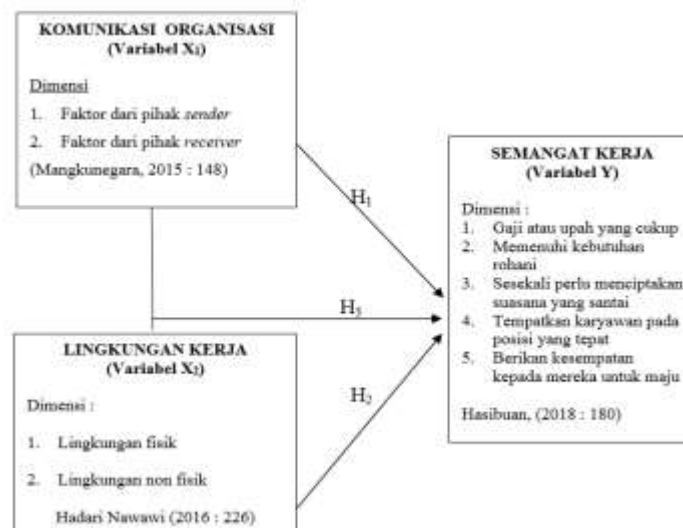 KOMUNIKASI ORGANISASI
(Variabel X₁)
Dimensi
1. Faktor dari pihak sender
2. Faktor dari pihak receiver
(Mangkunegara, 2015 : 148)
H₁
SEMANGAT KERJA
(Variabel Y)
Dimensi :
1. Gaji atau upah yang cukup
2. Memenuhi kebutuhan
rohani
3. Sesekali perlu menciptakan
suasana yang santai
4. Tempatkan karyawan pada
posisi yang tepat
5. Berikan kesempatan
kepada mereka untuk maju
Hasibuan, (2018 : 180)
H₃
LINGKUNGAN KERJA
(Variabel X₂)
Dimensi :
1. Lingkungan fisik
2. Lingkungan non fisik
Hadari Nawawi (2016 : 226)
H₂